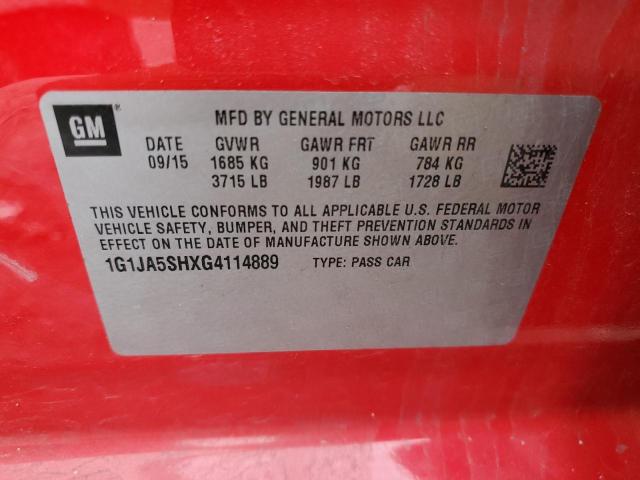 GM®
MFD BY GENERAL MOTORS LLC
DATE GVWR GAWR FRT GAWR RR
09/15 1685 KG 901 KG 784 KG
3715 LB 1987 LB 1728 LB
THIS VEHICLE CONFORMS TO ALL APPLICABLE U.S. FEDERAL MOTOR
VEHICLE SAFETY, BUMPER, AND THEFT PREVENTION STANDARDS IN
EFFECT ON THE DATE OF MANUFACTURE SHOWN ABOVE.
1G1JA5SHXG4114889 TYPE: PASS CAR